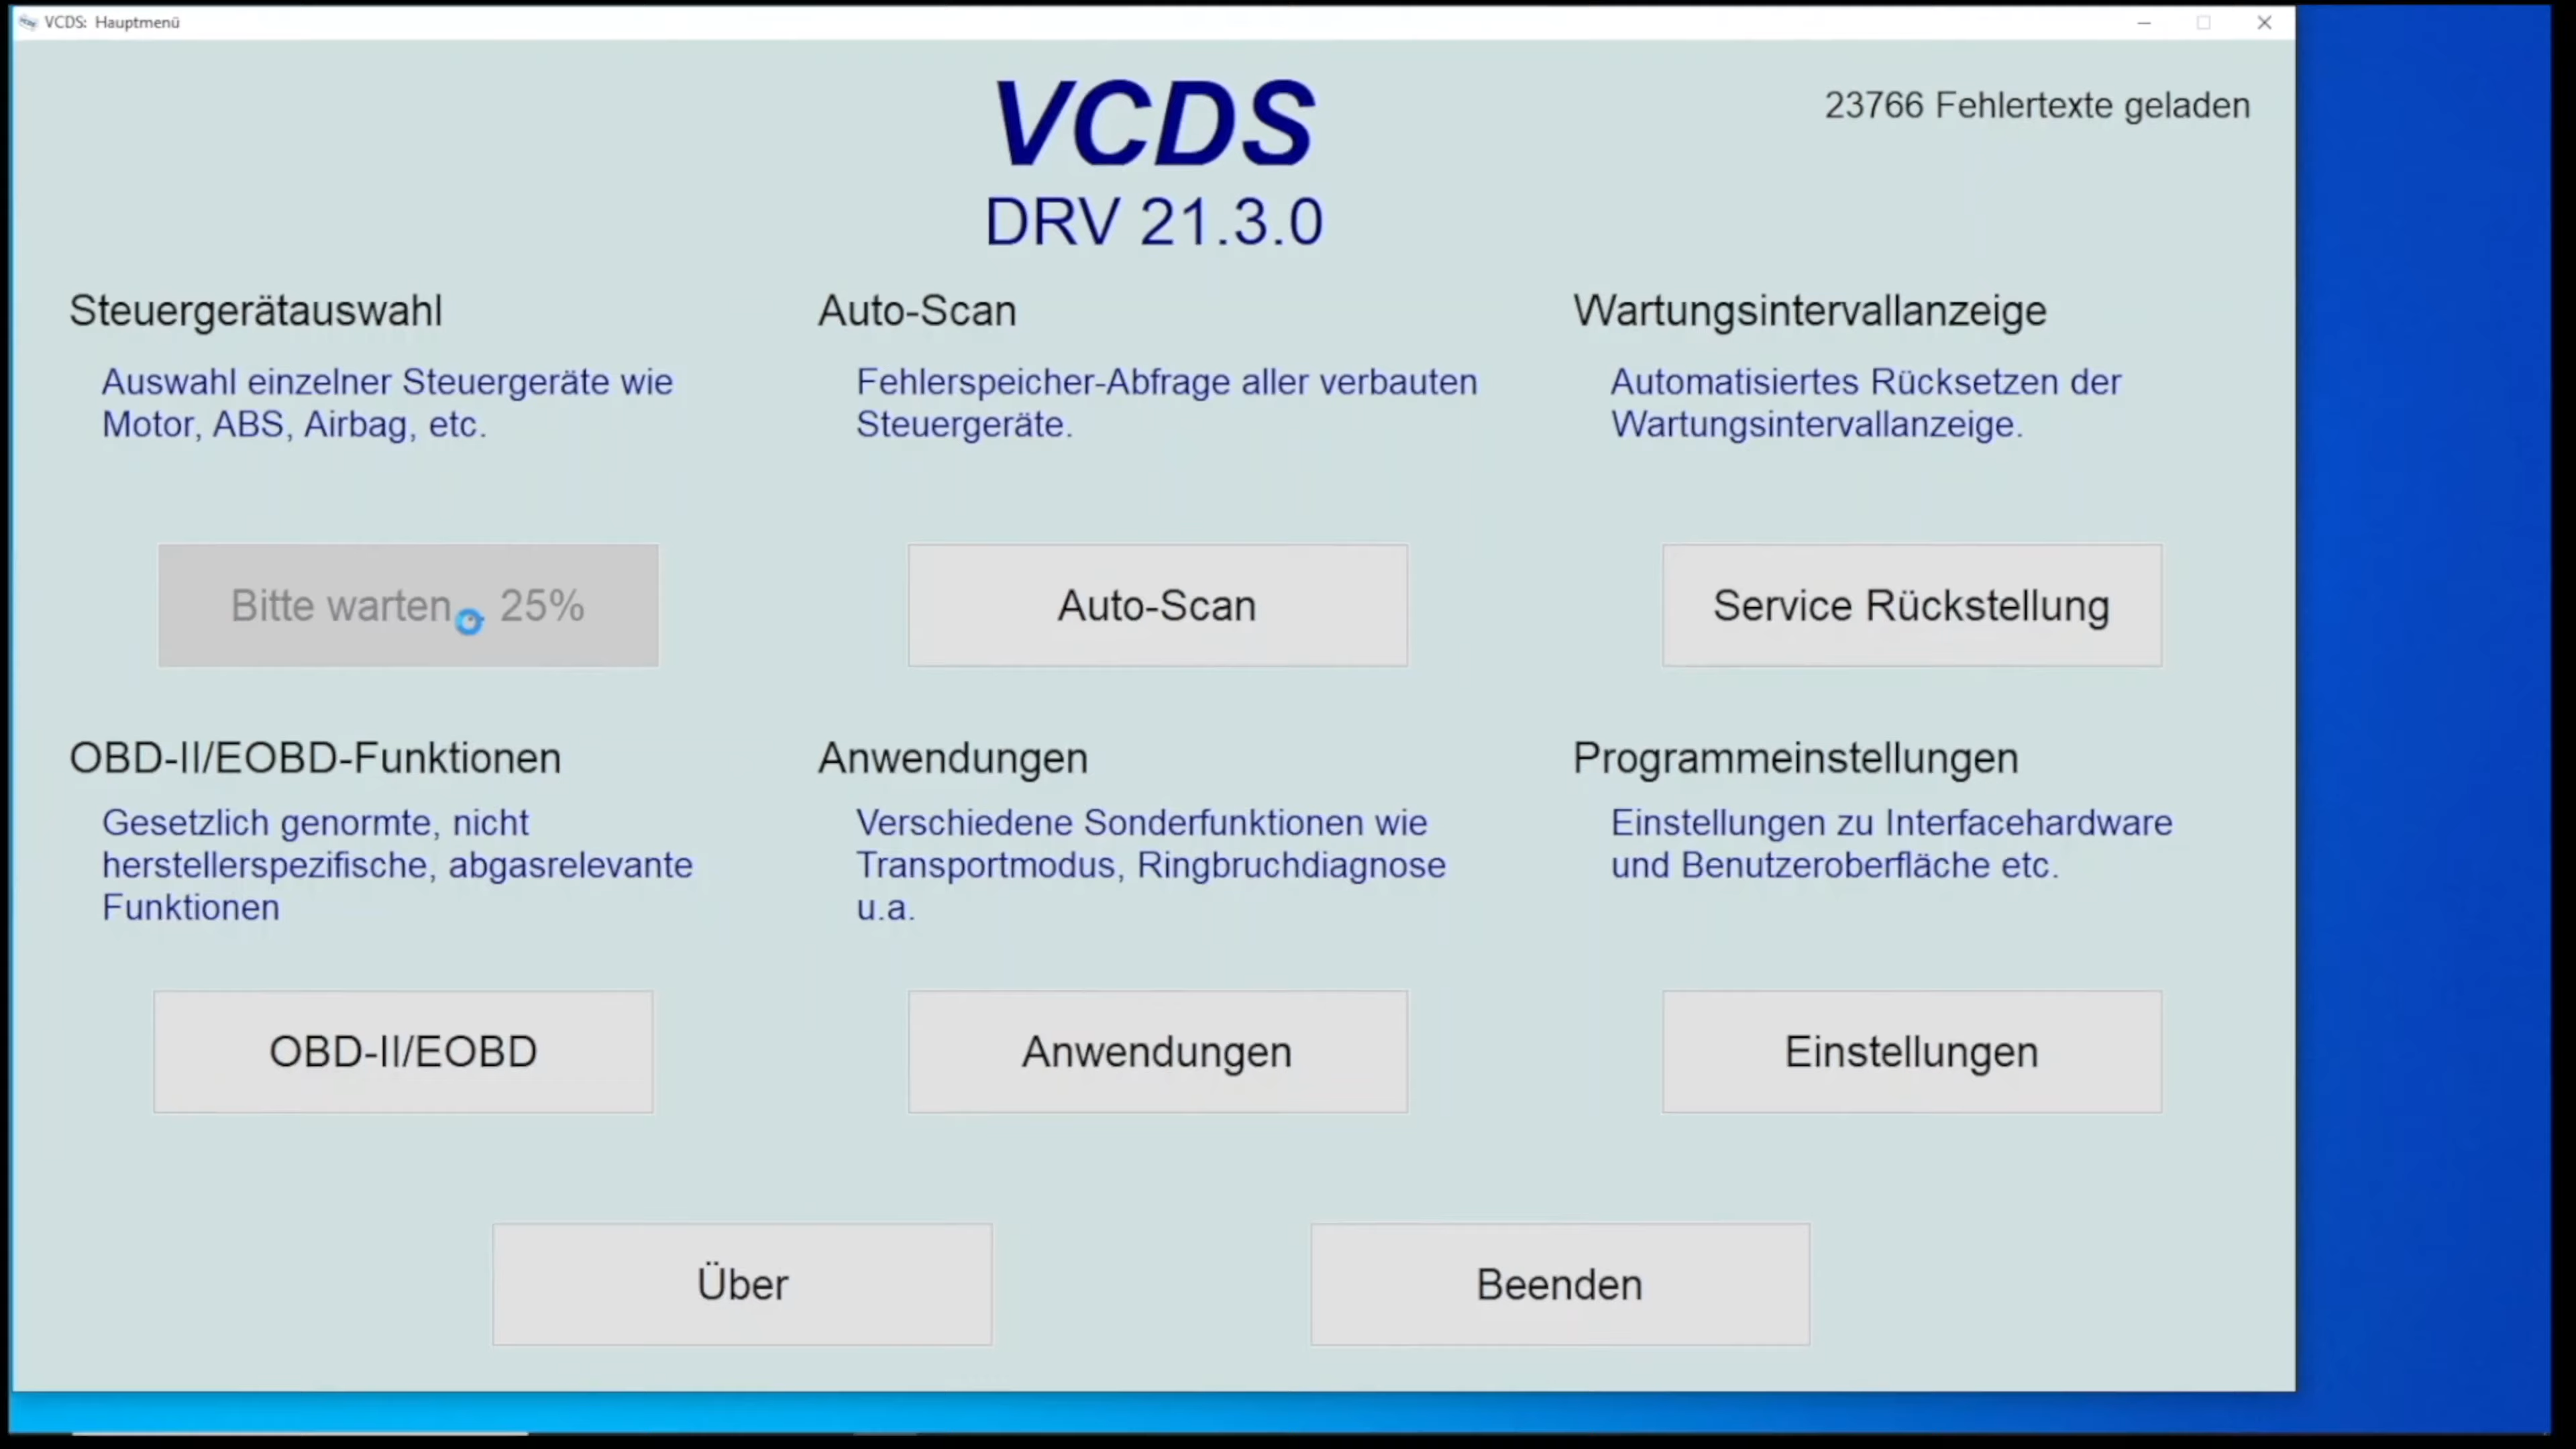 VCDS: Hauptmenü
VCDS
DRV 21.3.0
23766 Fehlertexte geladen
Steuergerätauswahl
Auswahl einzelner Steuergeräte wie
Motor, ABS, Airbag, etc.
Bitte warten 25%
Auto-Scan
Fehlerspeicher-Abfrage aller verbauten
Steuergeräte.
Auto-Scan
Wartungsintervallanzeige
Automatisiertes Rücksetzen der
Wartungsintervallanzeige.
Service Rückstellung
OBD-II/EOBD-Funktionen
Gesetzlich genormte, nicht
herstellerspezifische, abgasrelevante
Funktionen
OBD-II/EOBD
Anwendungen
Verschiedene Sonderfunktionen wie
Transportmodus, Ringbruchdiagnose
u.a.
Anwendungen
Programmeinstellungen
Einstellungen zu Interfacehardware
und Benutzeroberfläche etc.
Einstellungen
Über
Beenden